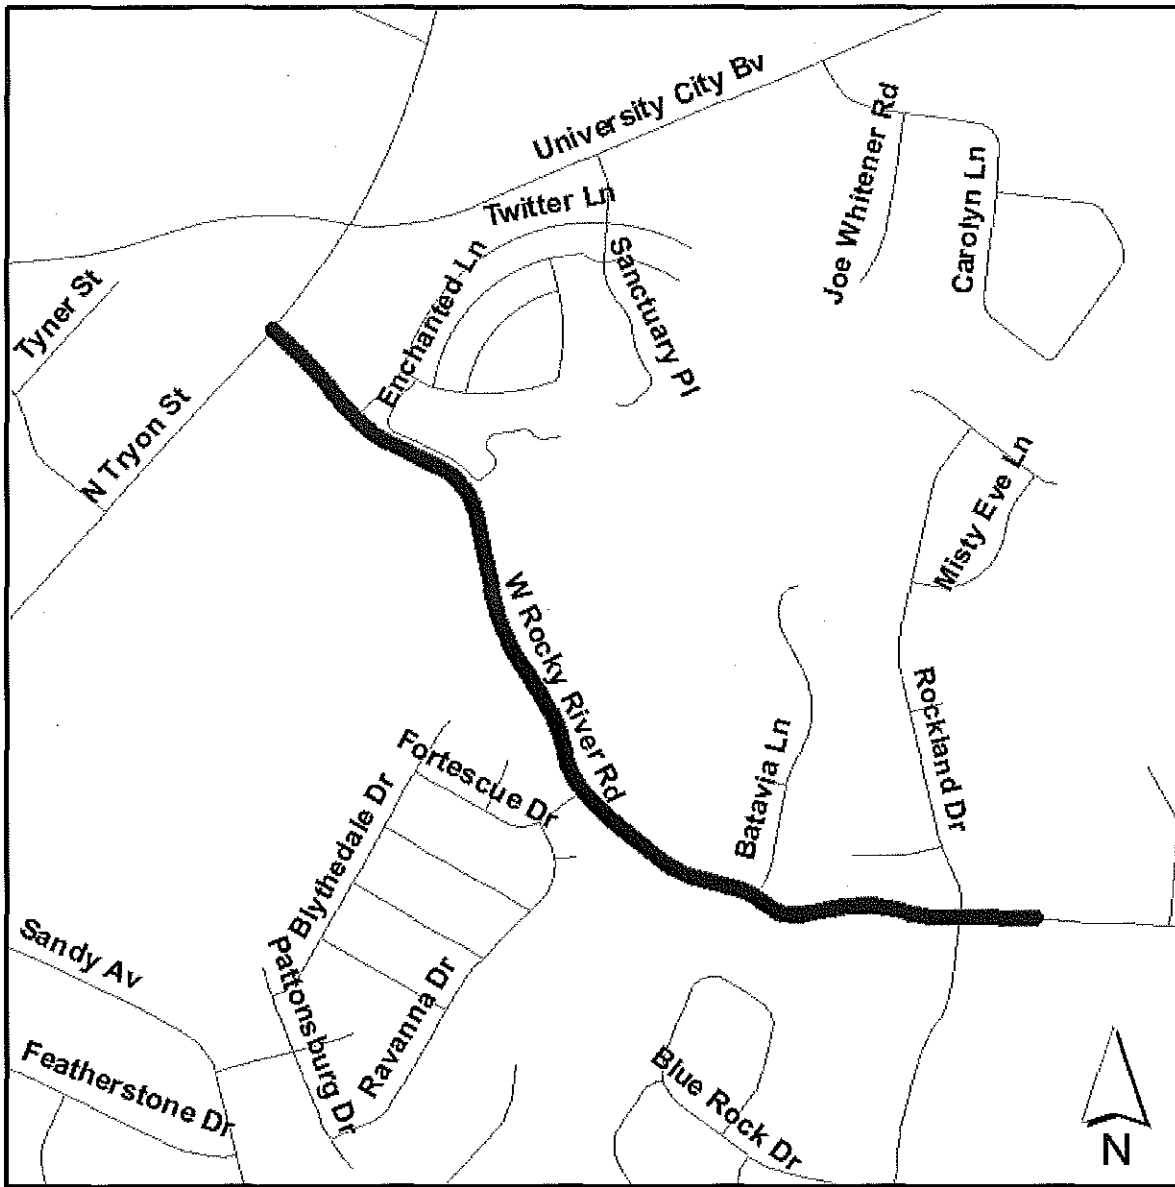 University City Bv
Twitter Ln
Joe Whitener Rd
Carolyn Ln
Enchanted Ln
Sanctuary Pl
Tyner St
N Tryon St
Misty Eve Ln
W Rocky River Rd
Rockland Dr
Batavia Ln
Fortescue Dr
Blythedale Dr
Sandy Av
Pattonsburg Dr
Ravanna Dr
Featherstone Dr
Blue Rock Dr
N